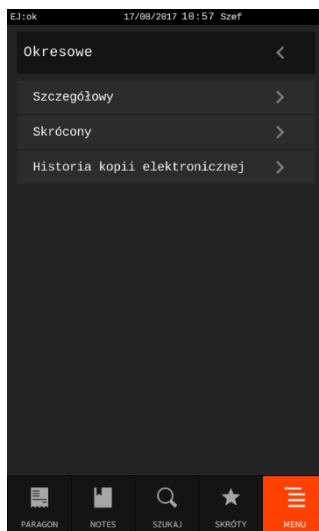 EJ:ok 17/08/2017 10:57 Szef
Okresowe
Szczegółowy
Skrócony
Historia kopii elektronicznej
PARAGON NOTES SZUKAJ SKRÓTY MENU